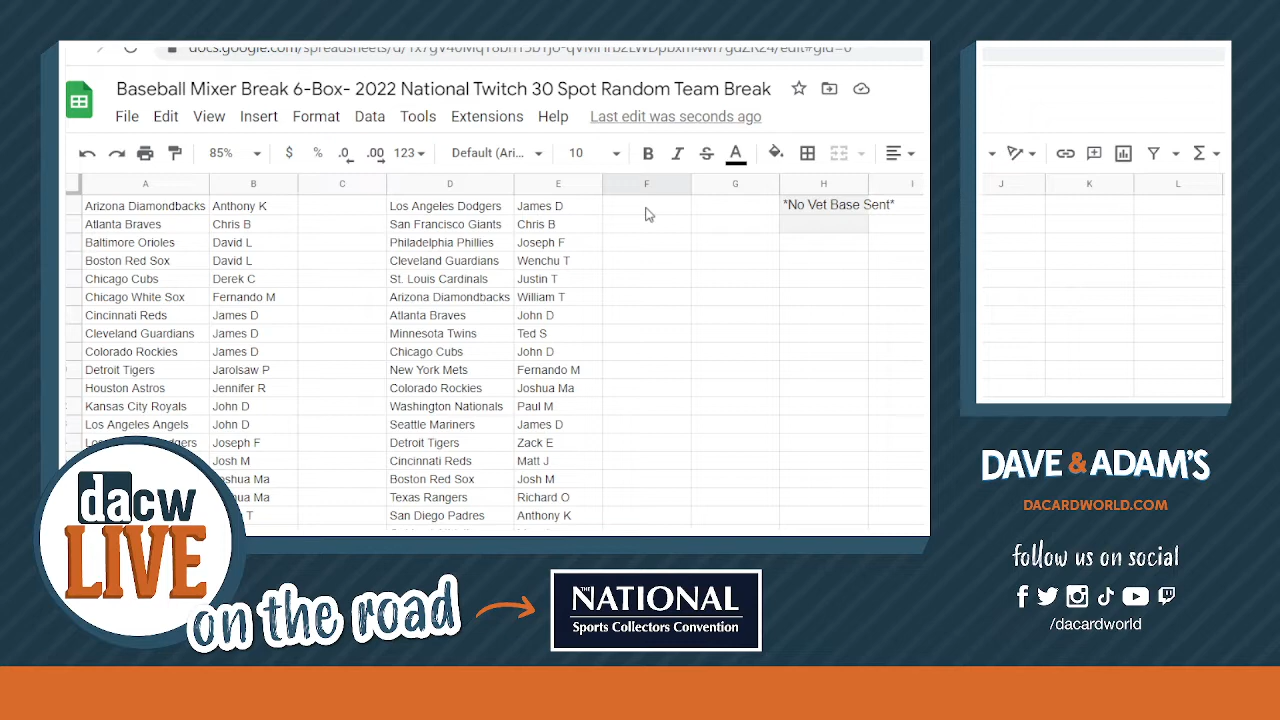 Baseball Mixer Break 6-Box- 2022 National Twitch 30 Spot Random Team Break
File Edit View Insert Format Data Tools Extensions Help Last edit was seconds ago
85% $ % .0 .00 123 Default (Ari... 10 B I S A
A B C D E F G H I J K L
Arizona Diamondbacks Anthony K Los Angeles Dodgers James D *No Vet Base Sent*
Atlanta Braves Chris B San Francisco Giants Chris B
Baltimore Orioles David L Philadelphia Phillies Joseph F
Boston Red Sox David L Cleveland Guardians Wenchu T
Chicago Cubs Derek C St. Louis Cardinals Justin T
Chicago White Sox Fernando M Arizona Diamondbacks William T
Cincinnati Reds James D Atlanta Braves John D
Cleveland Guardians James D Minnesota Twins Ted S
Colorado Rockies James D Chicago Cubs John D
Detroit Tigers Jarolsaw P New York Mets Fernando M
Houston Astros Jennifer R Colorado Rockies Joshua Ma
Kansas City Royals John D Washington Nationals Paul M
Los Angeles Angels John D Seattle Mariners James D
Joseph F Detroit Tigers Zack E
Josh M Cincinnati Reds Matt J
Ma Boston Red Sox Josh M
Ma Texas Rangers Richard O
T San Diego Padres Anthony K
dacw
LIVE
on the road
THE
NATIONAL
Sports Collectors Convention
DAVE & ADAM'S
DACARDWORLD.COM
follow us on social
/dacardworld